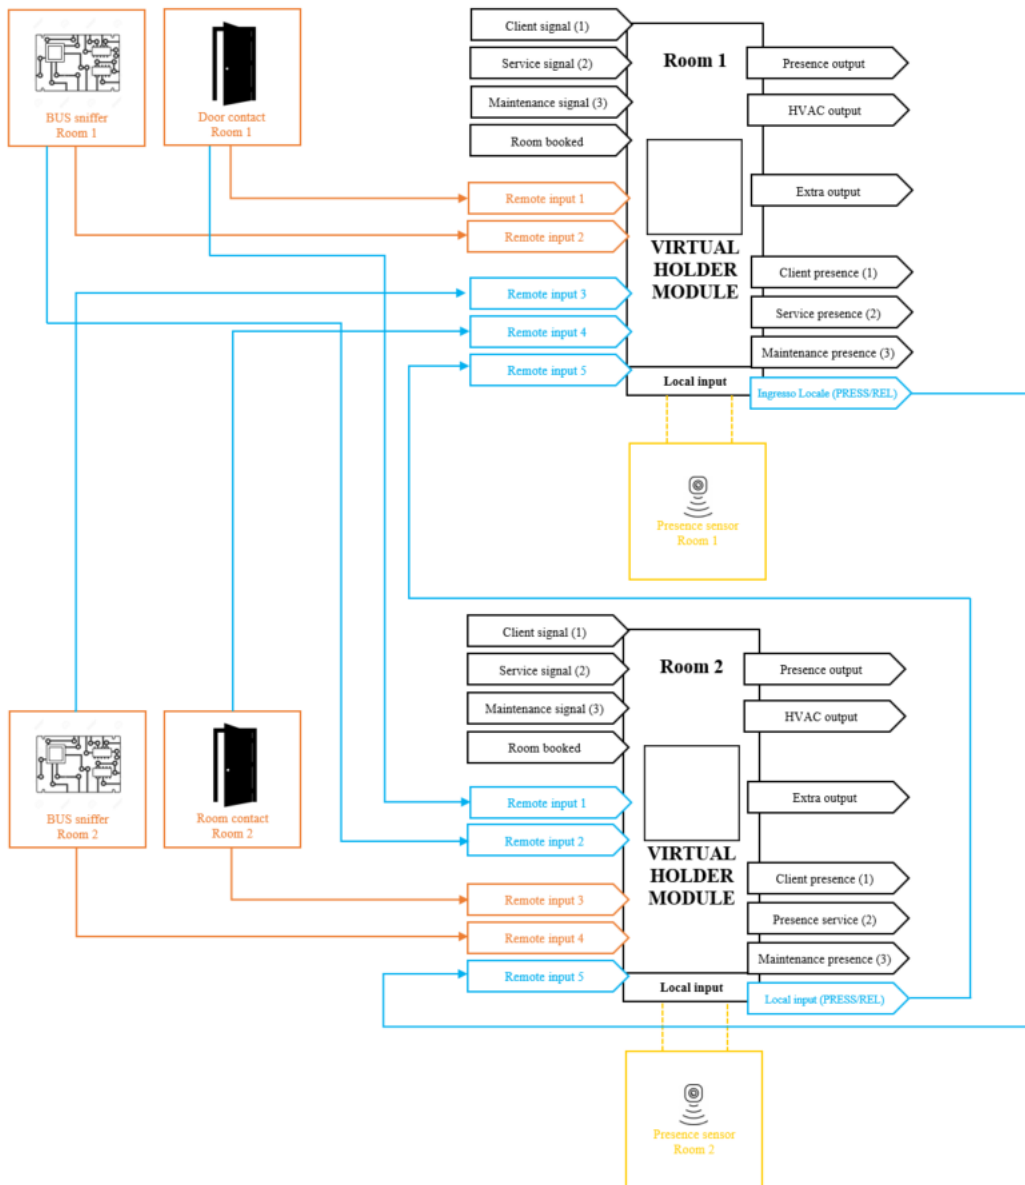 BUS sniffer
Room 1
Door contact
Room 1
Client signal (1)
Service signal (2)
Maintenance signal (3)
Room booked
Remote input 1
Remote input 2
Remote input 3
Remote input 4
Remote input 5
Room 1
VIRTUAL
HOLDER
MODULE
Local input
Presence output
HVAC output
Extra output
Client presence (1)
Service presence (2)
Maintenance presence (3)
Ingresso Locale (PRESS/REL)
Presence sensor
Room 1
BUS sniffer
Room 2
Room contact
Room 2
Client signal (1)
Service signal (2)
Maintenance signal (3)
Room booked
Remote input 1
Remote input 2
Remote input 3
Remote input 4
Remote input 5
Room 2
VIRTUAL
HOLDER
MODULE
Local input
Presence output
HVAC output
Extra output
Client presence (1)
Presence service (2)
Maintenance presence (3)
Local input (PRESS/REL)
Presence sensor
Room 2